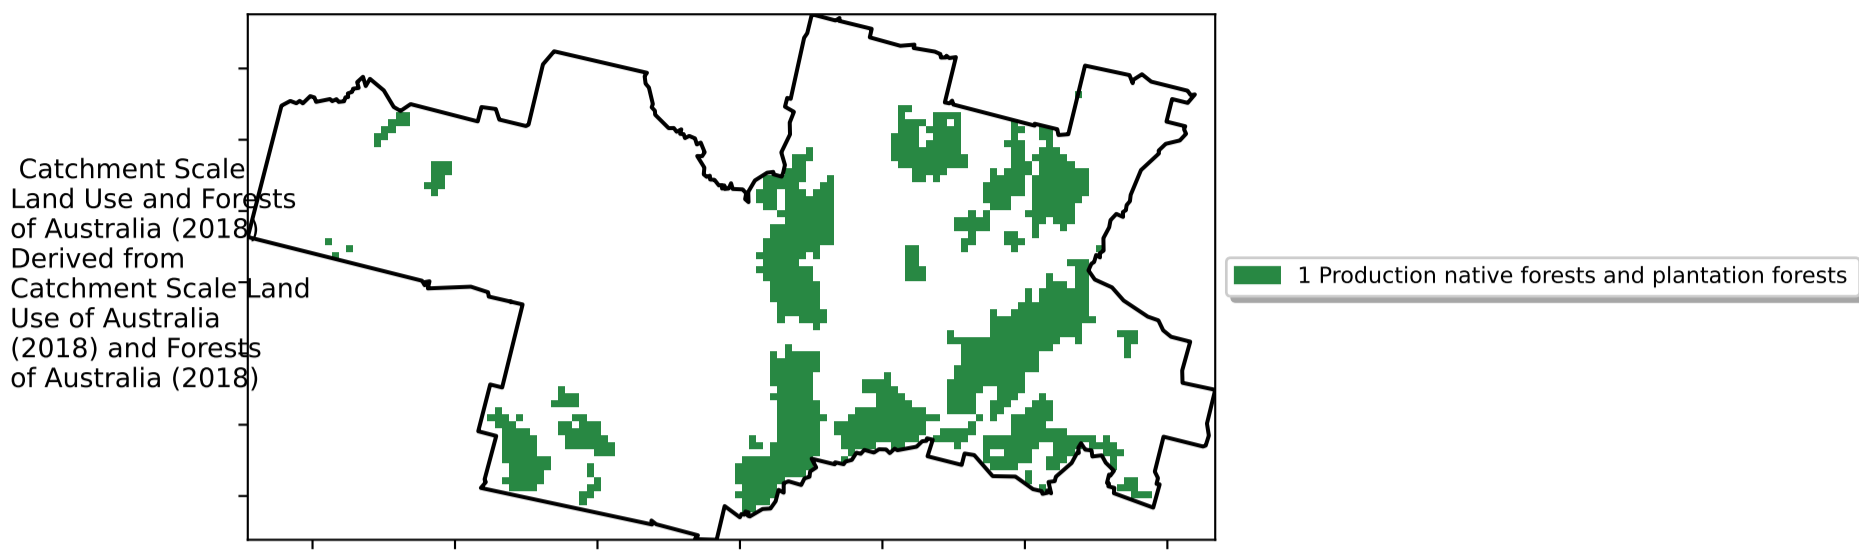 Catchment Scale
Land Use and Forests
of Australia (2018)
Derived from
Catchment Scale Land
Use of Australia
(2018) and Forests
of Australia (2018)
1 Production native forests and plantation forests